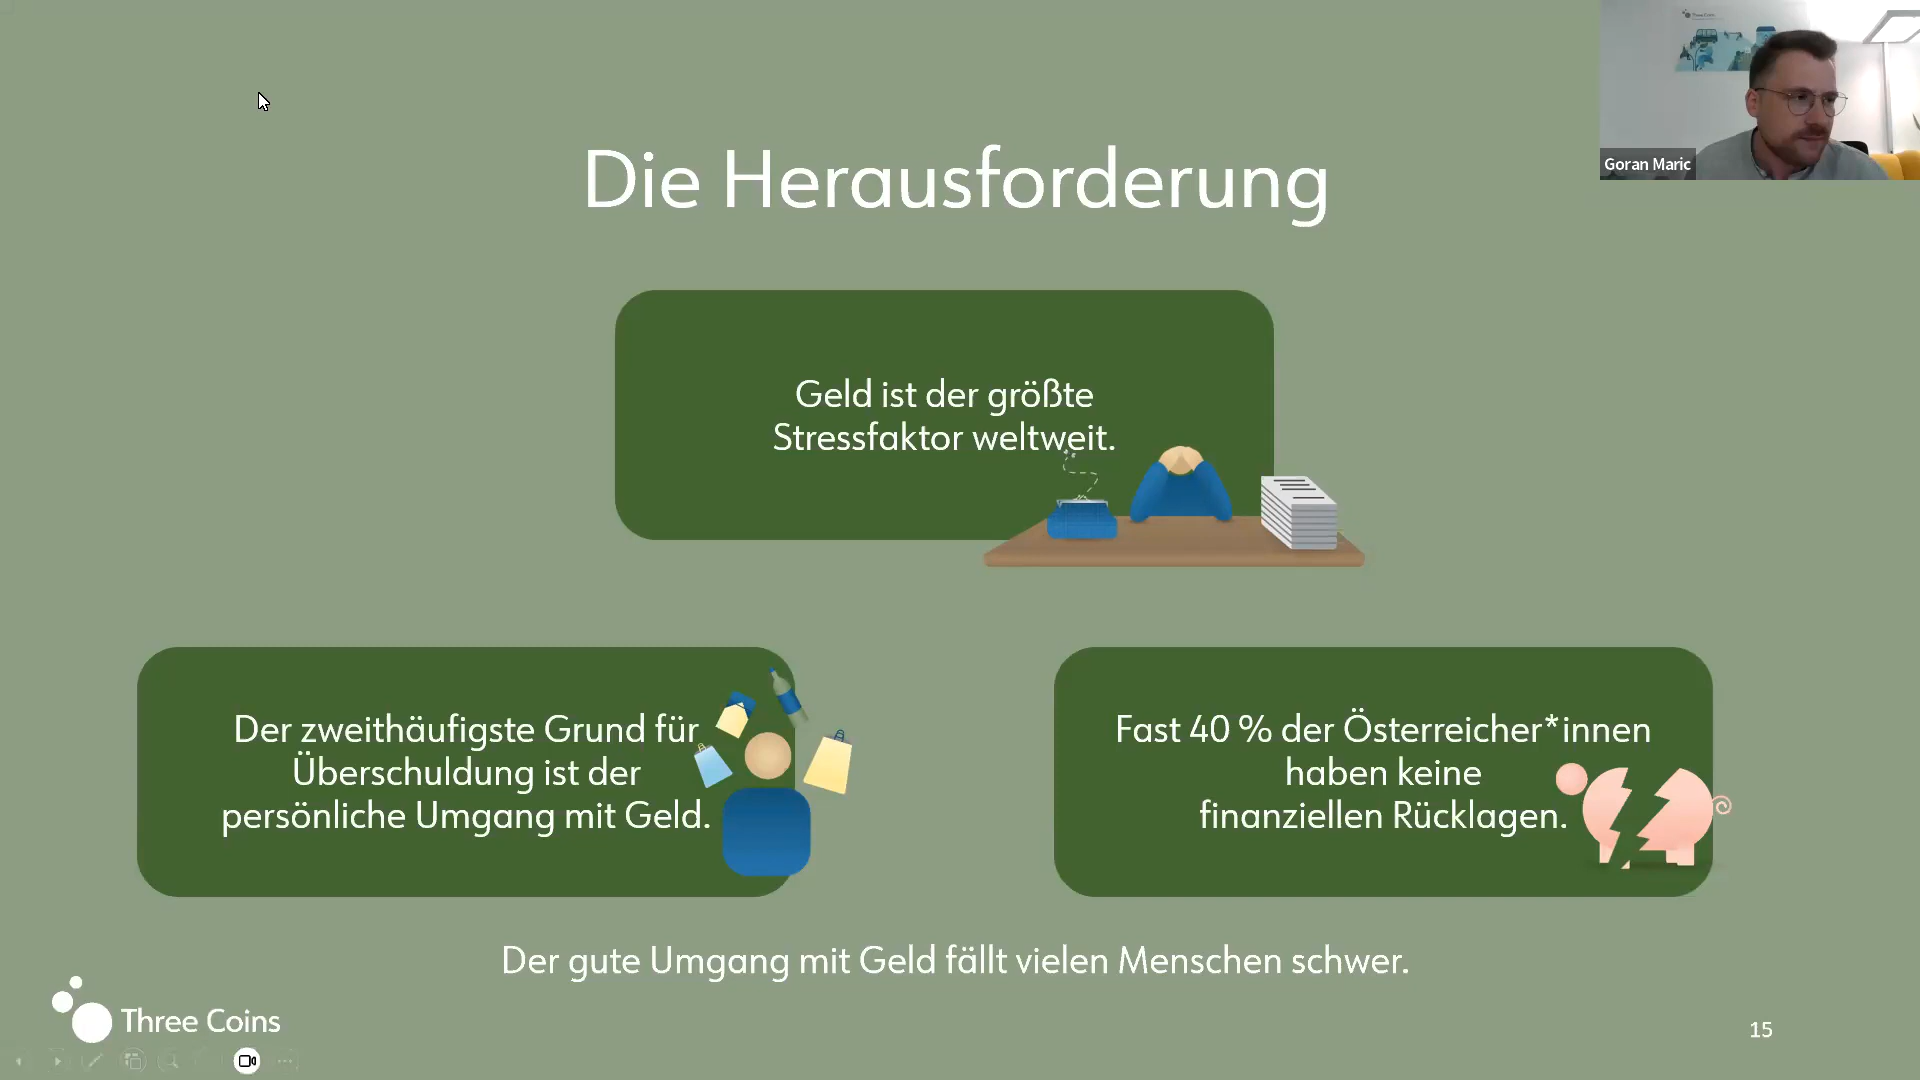 Goran Maric
Die Herausforderung
Geld ist der größte
Stressfaktor weltweit.
Der zweithäufigste Grund für
Überschuldung ist der
persönliche Umgang mit Geld.
Fast 40 % der Österreicher*innen
haben keine
finanziellen Rücklagen.
Der gute Umgang mit Geld fällt vielen Menschen schwer.
Three Coins
15